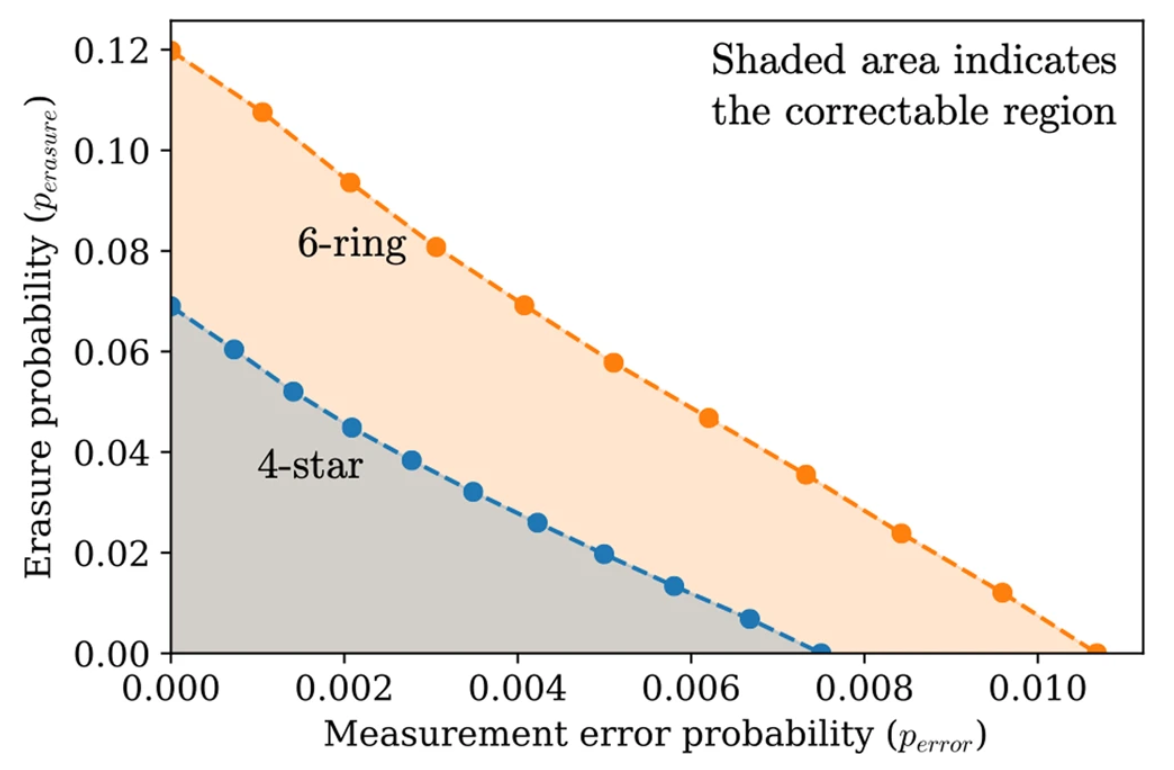 Shaded area indicates
the correctable region
Erasure probability (p_erasure)
0.12
0.10
0.08
0.06
0.04
0.02
0.00
6-ring
4-star
0.000
0.002
0.004
0.006
0.008
0.010
Measurement error probability (p_error)